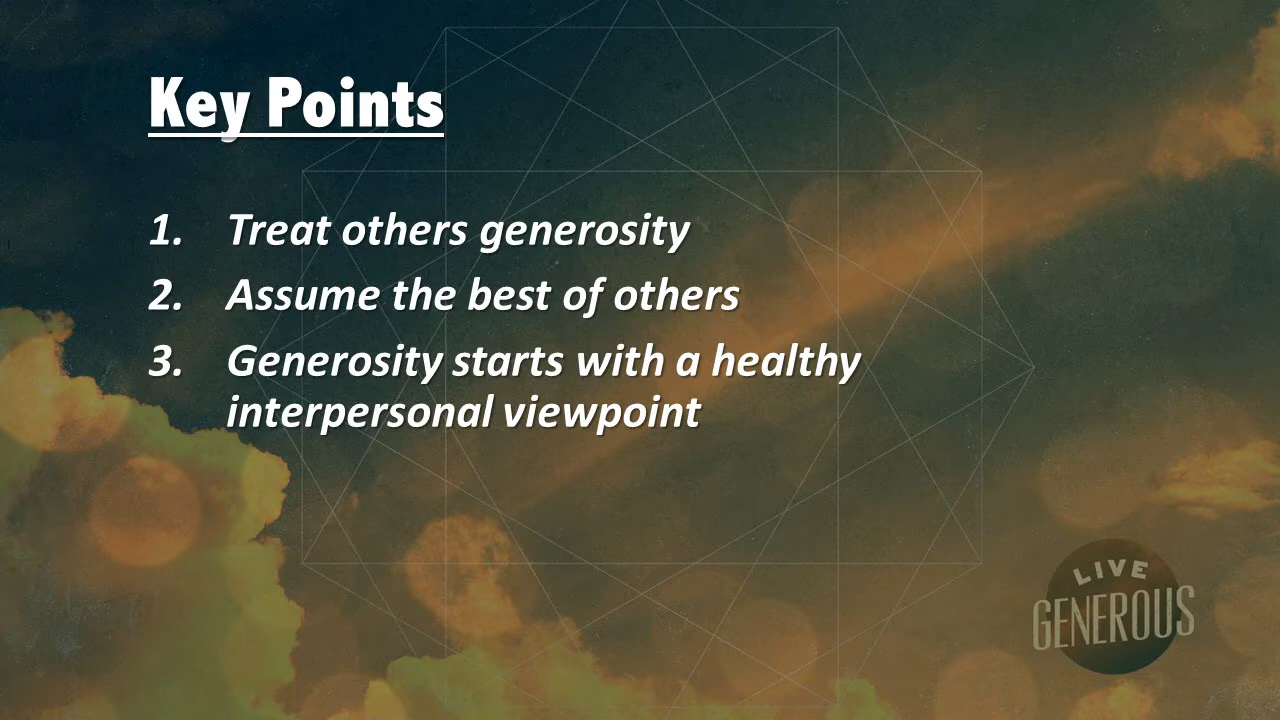 Key Points
1. Treat others generosity
2. Assume the best of others
3. Generosity starts with a healthy
interpersonal viewpoint
LIVE
GENEROUS